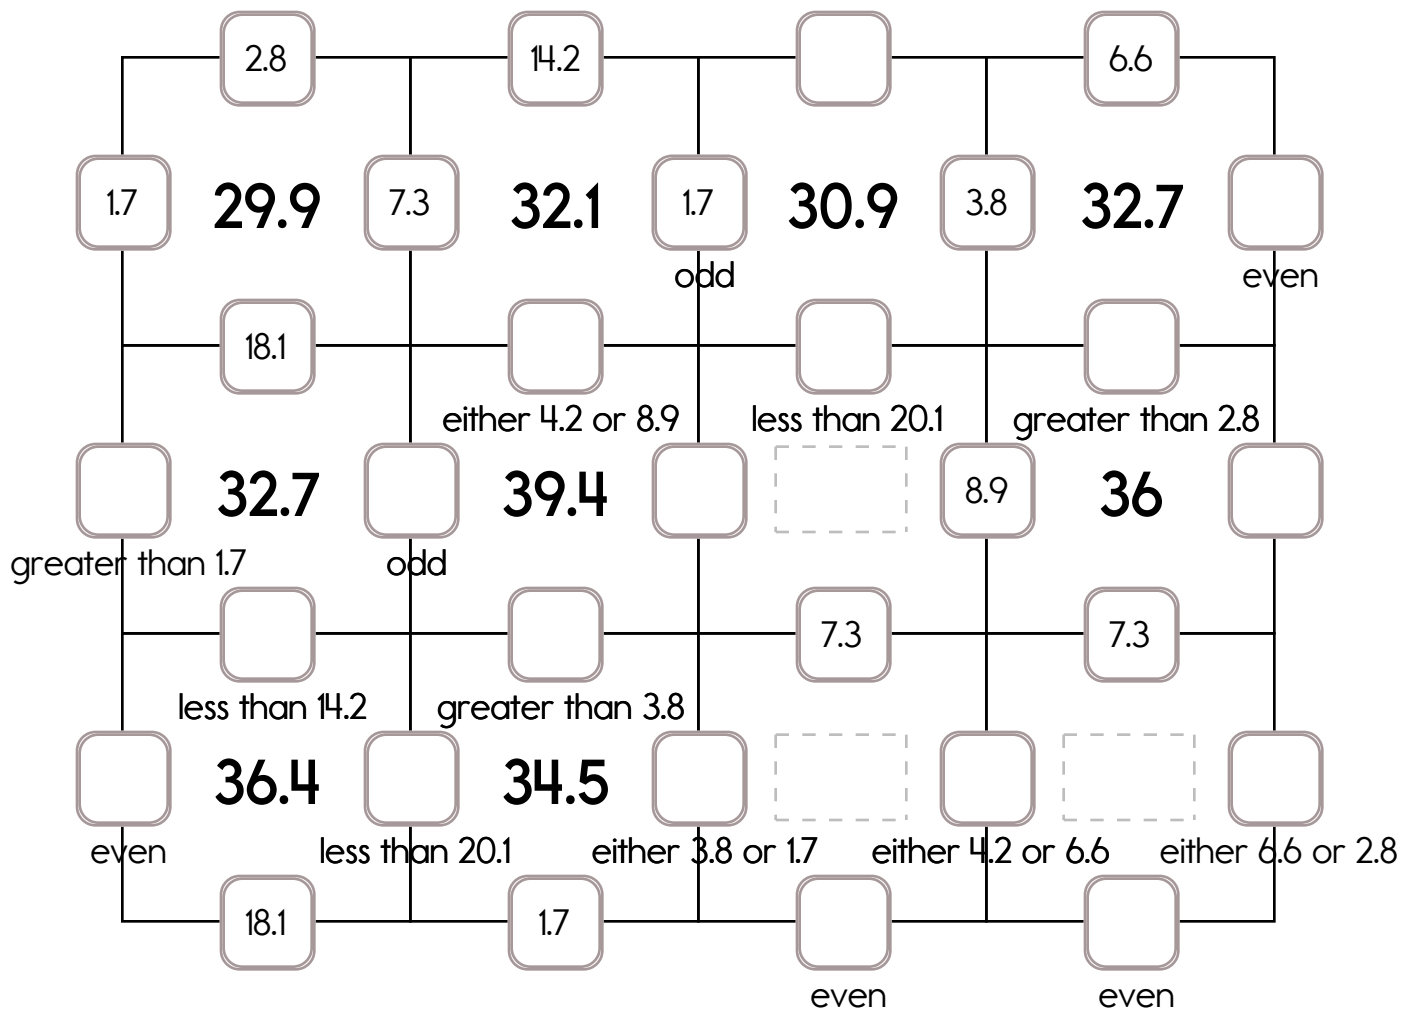 2.8 14.2 6.6
1.7 29.9 7.3 32.1 1.7 30.9 3.8 32.7
odd even
18.1
either 4.2 or 8.9 less than 20.1 greater than 2.8
32.7 39.4 8.9 36
greater than 1.7 odd
7.3 7.3
less than 14.2 greater than 3.8
36.4 34.5
even less than 20.1 either 3.8 or 1.7 either 4.2 or 6.6 either 6.6 or 2.8
18.1 1.7
even even